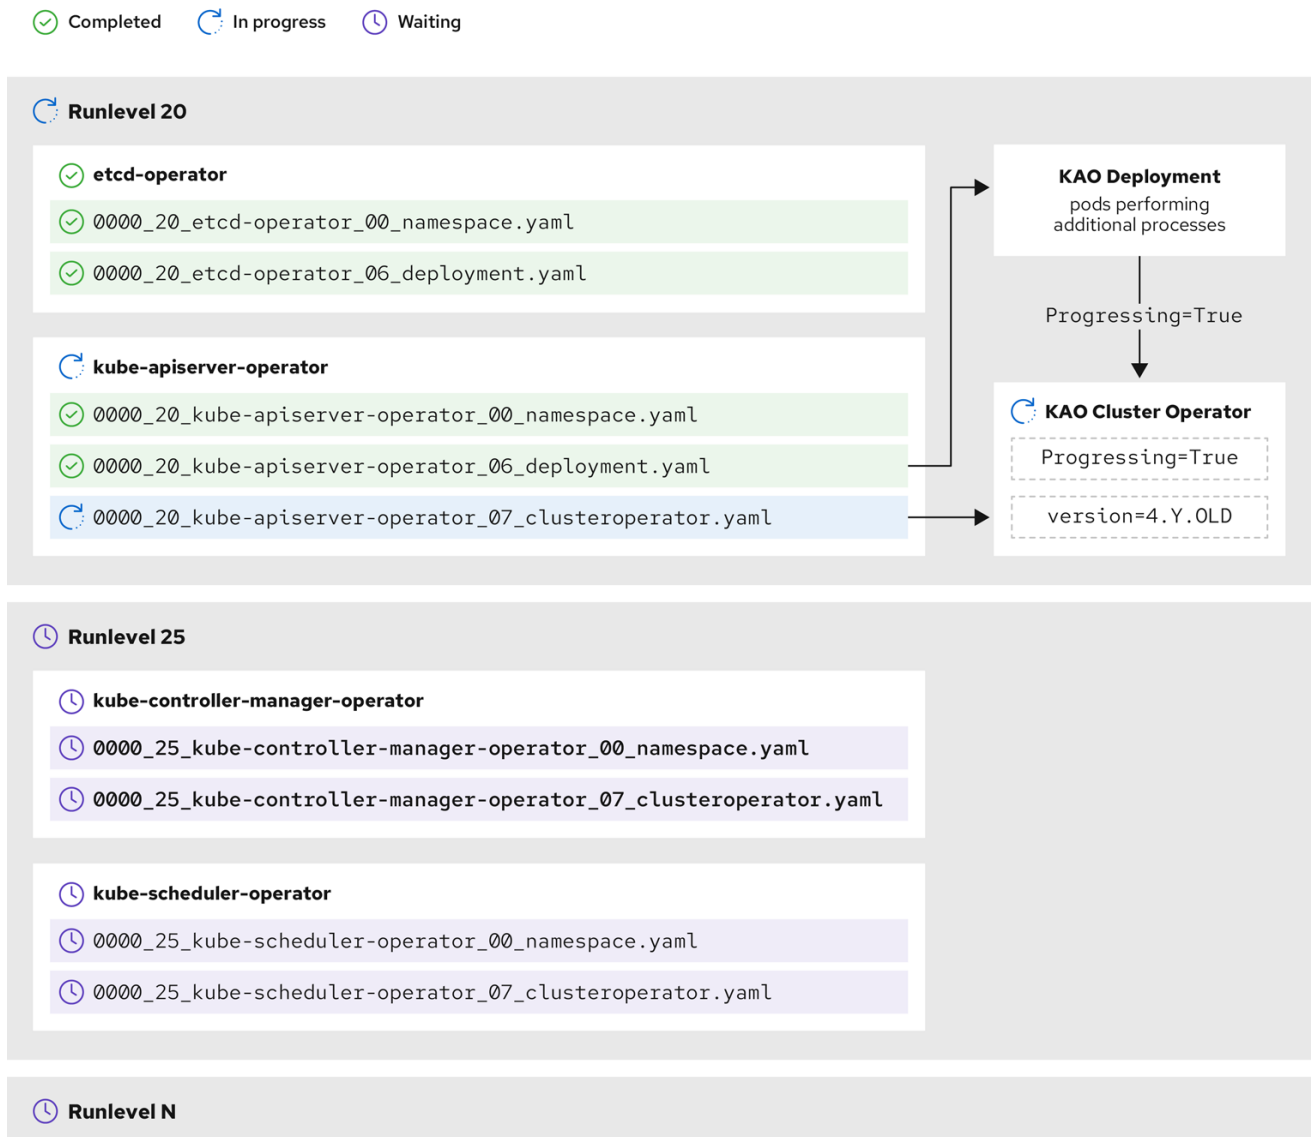 Completed
In progress
Waiting
Runlevel 20
etcd-operator
0000_20_etcd-operator_00_namespace.yaml
0000_20_etcd-operator_06_deployment.yaml
kube-apiserver-operator
0000_20_kube-apiserver-operator_00_namespace.yaml
0000_20_kube-apiserver-operator_06_deployment.yaml
0000_20_kube-apiserver-operator_07_clusteroperator.yaml
KAO Deployment
pods performing
additional processes
Progressing=True
KAO Cluster Operator
Progressing=True
version=4.Y.OLD
Runlevel 25
kube-controller-manager-operator
0000_25_kube-controller-manager-operator_00_namespace.yaml
0000_25_kube-controller-manager-operator_07_clusteroperator.yaml
kube-scheduler-operator
0000_25_kube-scheduler-operator_00_namespace.yaml
0000_25_kube-scheduler-operator_07_clusteroperator.yaml
Runlevel N